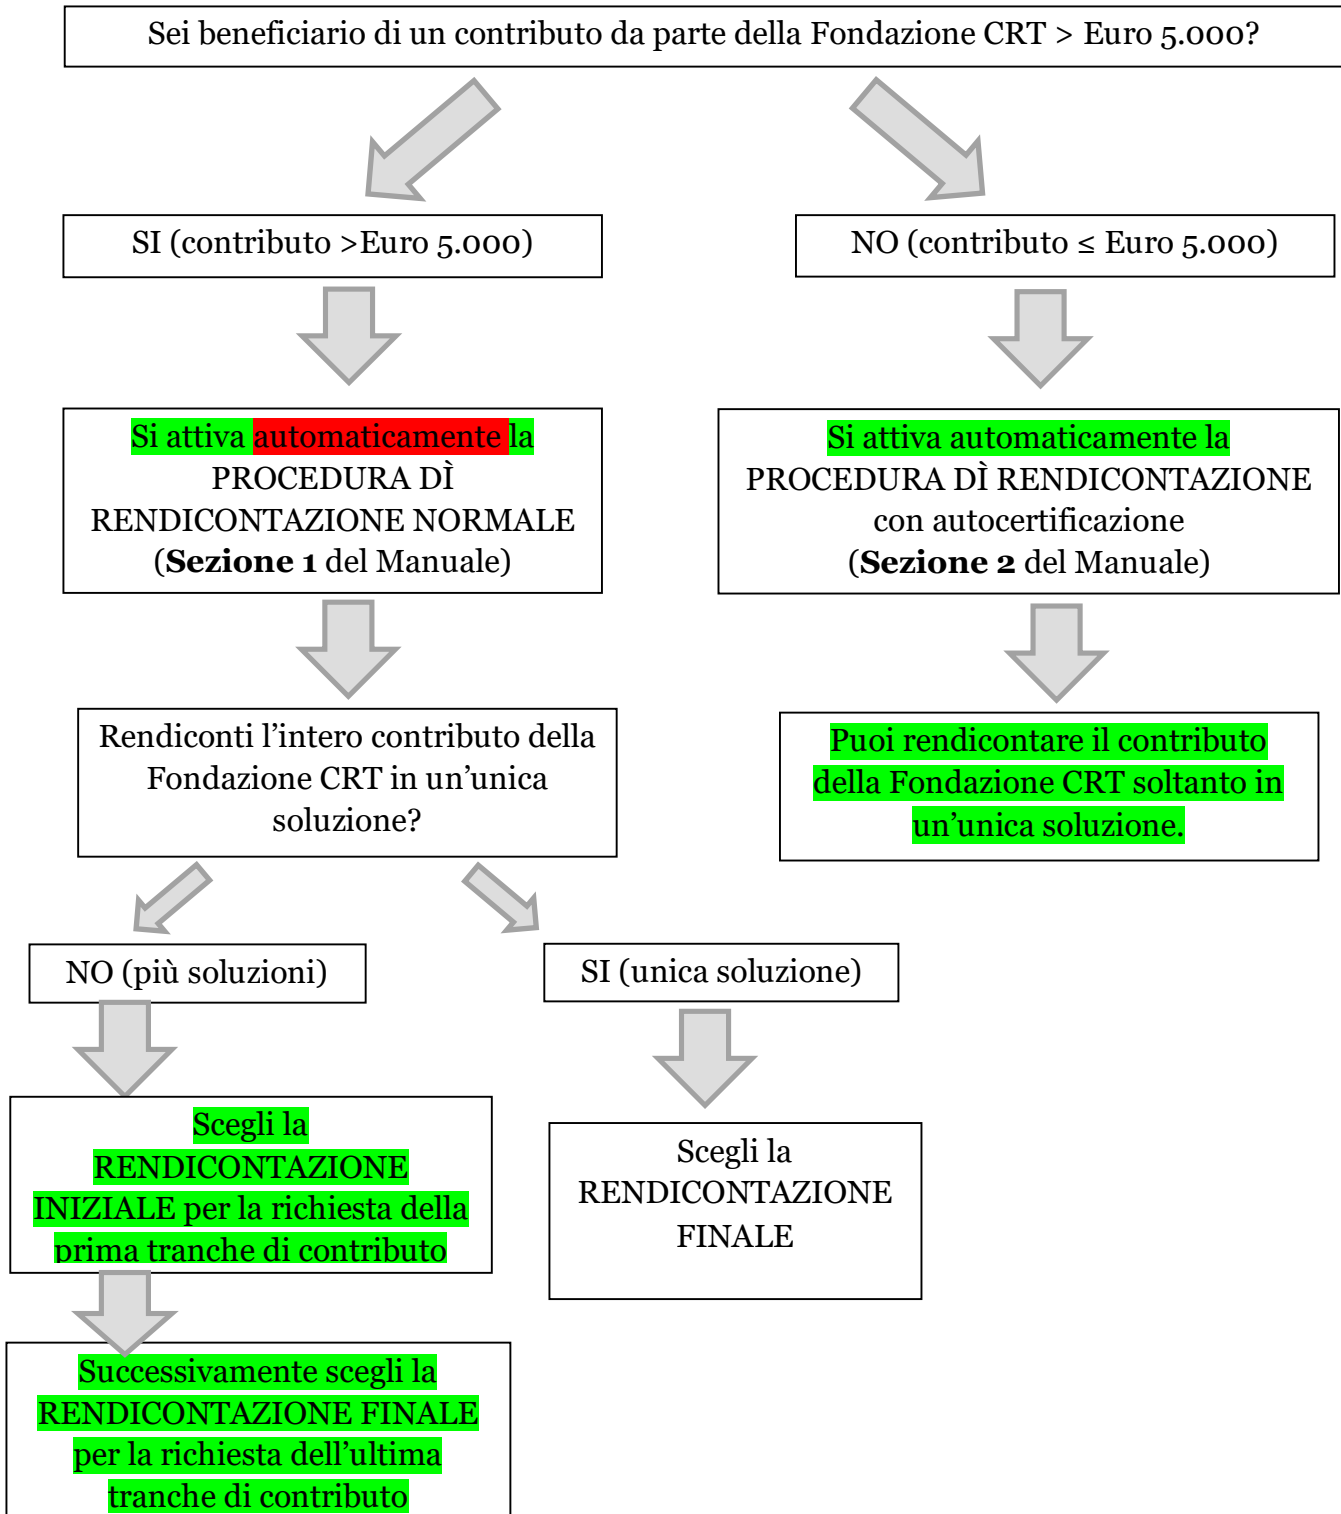 Sei beneficiario di un contributo da parte della Fondazione CRT > Euro 5.000?
SI (contributo >Euro 5.000)
NO (contributo ≤ Euro 5.000)
Si attiva automaticamente la
PROCEDURA DÌ
RENDICONTAZIONE NORMALE
(Sezione 1 del Manuale)
Si attiva automaticamente la
PROCEDURA DÌ RENDICONTAZIONE
con autocertificazione
(Sezione 2 del Manuale)
Rendiconti l’intero contributo della
Fondazione CRT in un’unica
soluzione?
Puoi rendicontare il contributo
della Fondazione CRT soltanto in
un’unica soluzione.
NO (più soluzioni)
SI (unica soluzione)
Scegli la
RENDICONTAZIONE
INIZIALE per la richiesta della
prima tranche di contributo
Scegli la
RENDICONTAZIONE
FINALE
Successivamente scegli la
RENDICONTAZIONE FINALE
per la richiesta dell’ultima
tranche di contributo